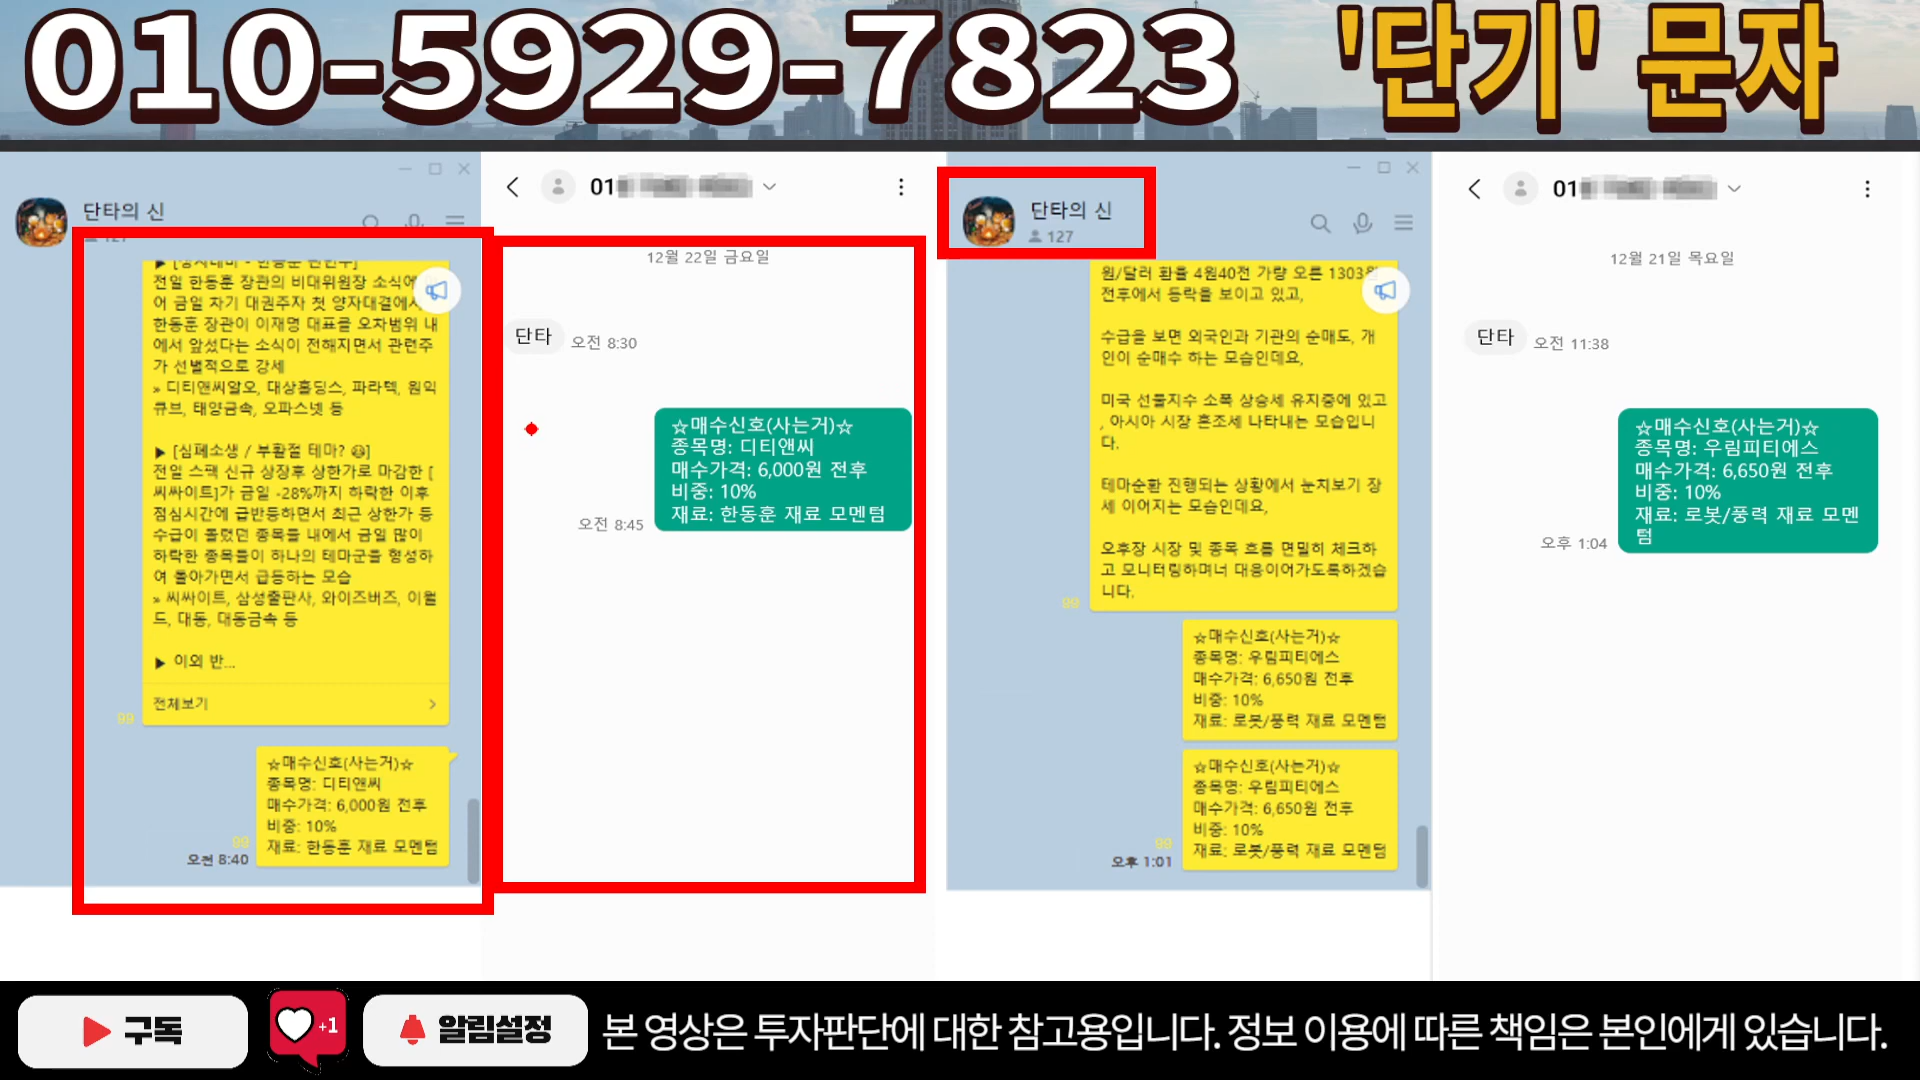 010-5929-7823 '단기' 문자
단타의 신
127
전일 한동훈 장관의 비대위원장 소식에
어 금일 차기 대권주자 첫 양자대결에서
한동훈 장관이 이재명 대표를 오차범위 내
에서 앞섰다는 소식이 전해지면서 관련주
가 선별적으로 강세
» 디티앤씨알오, 대상홀딩스, 파라텍, 원익
큐브, 태양금속, 오파스넷 등
▶ [심폐소생 / 부활절 테마? 😆]
전일 스팩 신규 상장후 상한가로 마감한 [
씨싸이트]가 금일 -28%까지 하락한 이후
점심시간에 급반등하면서 최근 상한가 등
수급이 몰렸던 종목들 내에서 금일 많이
하락한 종목들이 하나의 테마군을 형성하
여 돌아가면서 급등하는 모습
» 씨싸이트, 삼성출판사, 와이즈버즈, 이월
드, 대동, 대동금속 등
▶ 이외 반...
전체보기
99
☆매수신호(사는거)☆
종목명: 디티앤씨
매수가격: 6,000원 전후
비중: 10%
재료: 한동훈 재료 모멘텀
99
오전 8:40
01
12월 22일 금요일
단타
오전 8:30
☆매수신호(사는거)☆
종목명: 디티앤씨
매수가격: 6,000원 전후
비중: 10%
재료: 한동훈 재료 모멘텀
오전 8:45
단타의 신
127
원/달러 환율 4원40전 가량 오른 1303원
전후에서 등락을 보이고 있고,
수급을 보면 외국인과 기관의 순매도, 개
인이 순매수 하는 모습인데요,
미국 선물지수 소폭 상승세 유지중에 있고
, 아시아 시장 혼조세 나타내는 모습입니
다.
테마순환 진행되는 상황에서 눈치보기 장
세 이어지는 모습인데요,
오후장 시장 및 종목 흐름 면밀히 체크하
고 모니터링하며너 대응이어가도록하겠습
니다.
99
☆매수신호(사는거)☆
종목명: 우림피티에스
매수가격: 6,650원 전후
비중: 10%
재료: 로봇/풍력 재료 모멘텀
☆매수신호(사는거)☆
종목명: 우림피티에스
매수가격: 6,650원 전후
비중: 10%
재료: 로봇/풍력 재료 모멘텀
99
오후 1:01
01
12월 21일 목요일
단타
오전 11:38
☆매수신호(사는거)☆
종목명: 우림피티에스
매수가격: 6,650원 전후
비중: 10%
재료: 로봇/풍력 재료 모멘
텀
오후 1:04
구독
+1
알림설정
본 영상은 투자판단에 대한 참고용입니다. 정보 이용에 따른 책임은 본인에게 있습니다.